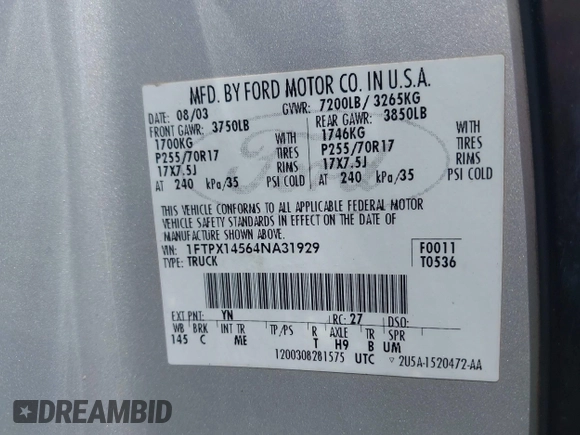 MFD. BY FORD MOTOR CO. IN U.S.A.
DATE: 08/03 GVWR: 7200LB/ 3265KG
FRONT GAWR: 3750LB REAR GAWR: 3850LB
1700KG WITH 1746KG WITH
P255/70R17 TIRES P255/70R17 TIRES
17X7.5J RIMS 17X7.5J RIMS
AT 240 kPa/35 PSI COLD AT 240 kPa/35 PSI COLD
Ford
THIS VEHICLE CONFORMS TO ALL APPLICABLE FEDERAL MOTOR
VEHICLE SAFETY STANDARDS IN EFFECT ON THE DATE OF
MANUFACTURE SHOWN ABOVE.
VIN: 1FTPX14564NA31929 F0011
TYPE: TRUCK T0536
EXT PNT: YN RC: 27 DSO:
WB BRK INT TR TP/PS R AXLE TR SPR
145 C ME T H9 B UM
1200308281575 UTC ▽ 2U5A-1520472-AA
DREAMBID